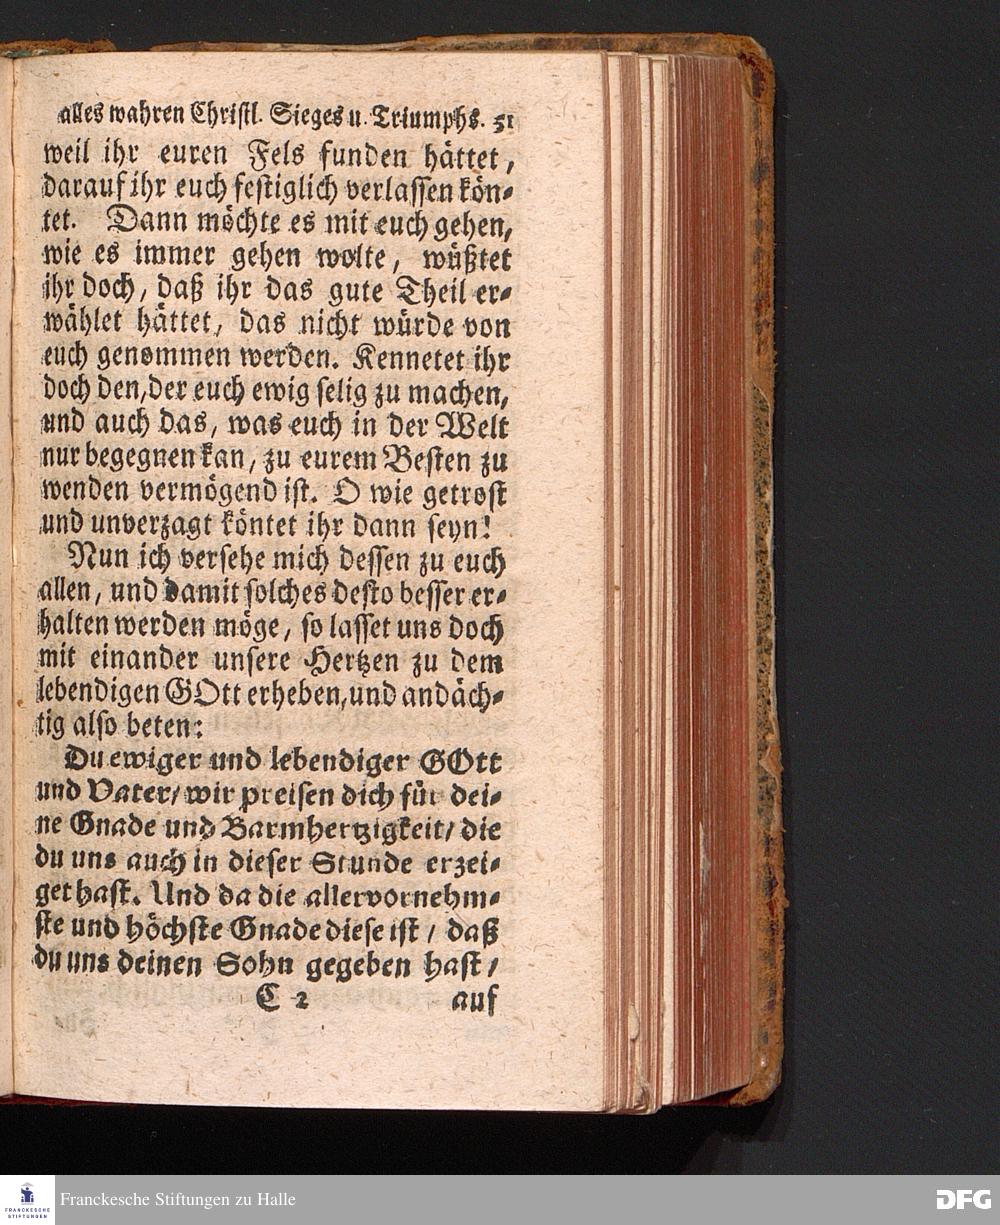 alles wahren Christl. Sieges u. Triumphs. 51
weil ihr euren Fels funden hättet,
darauf ihr euch festiglich verlassen kön-
tet. Dann möchte es mit euch gehen,
wie es immer gehen wolte, wüßtet
ihr doch, daß ihr das gute Theil er-
wählet hättet, das nicht würde von
euch genommen werden. Kennetet ihr
doch den, der euch ewig selig zu machen,
und auch das, was euch in der Welt
nur begegnen kan, zu eurem Besten zu
wenden vermögend ist. O wie getrost
und unverzagt köntet ihr dann seyn!
Nun ich versehe mich dessen zu euch
allen, und damit solches desto besser er-
halten werden möge, so lasset uns doch
mit einander unsere Hertzen zu dem
lebendigen GOtt erheben, und andäch-
tig also beten:
Du ewiger und lebendiger GOtt
und Vater/ wir preisen dich für dei-
ne Gnade und Barmhertzigkeit/ die
du uns auch in dieser Stunde erzei-
get hast. Und da die allervornehm-
ste und höchste Gnade diese ist / daß
du uns deinen Sohn gegeben hast/
C 2 auf
FRANCKESCHE
STIFTUNGEN
Franckesche Stiftungen zu Halle
DFG